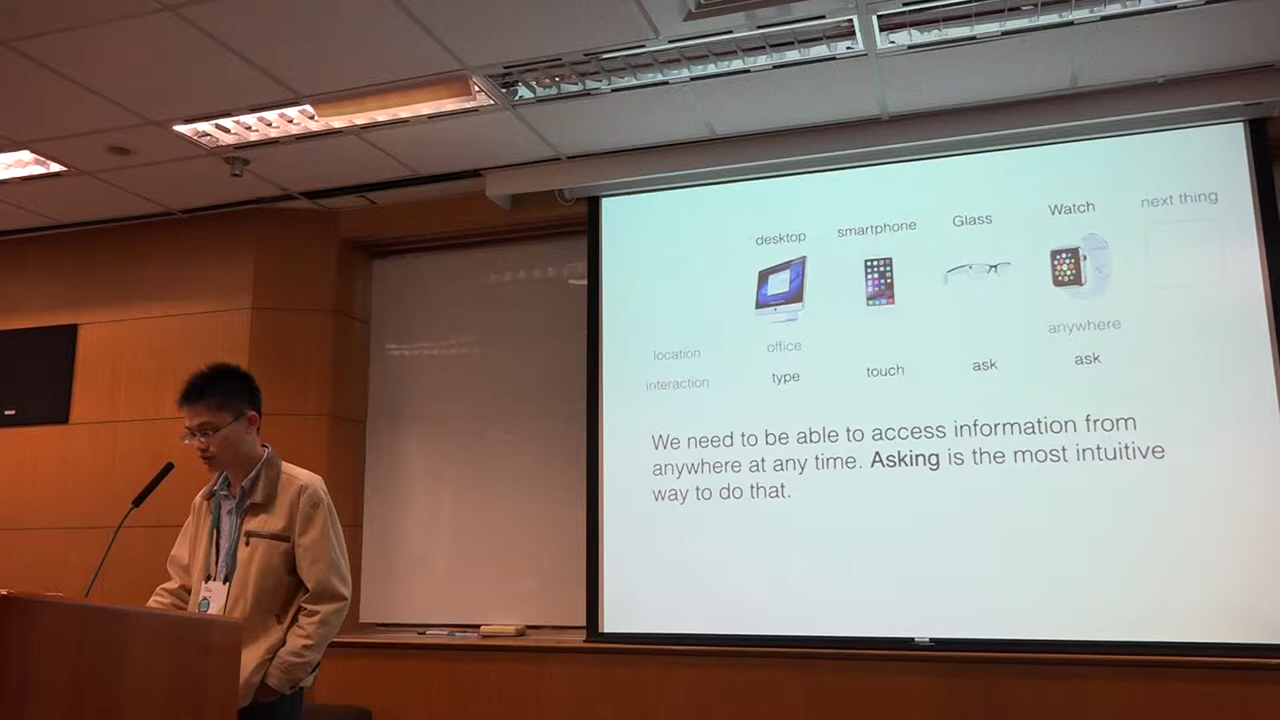 desktop smartphone Glass Watch next thing
location office anywhere
interaction type touch ask ask
We need to be able to access information from
anywhere at any time. Asking is the most intuitive
way to do that.